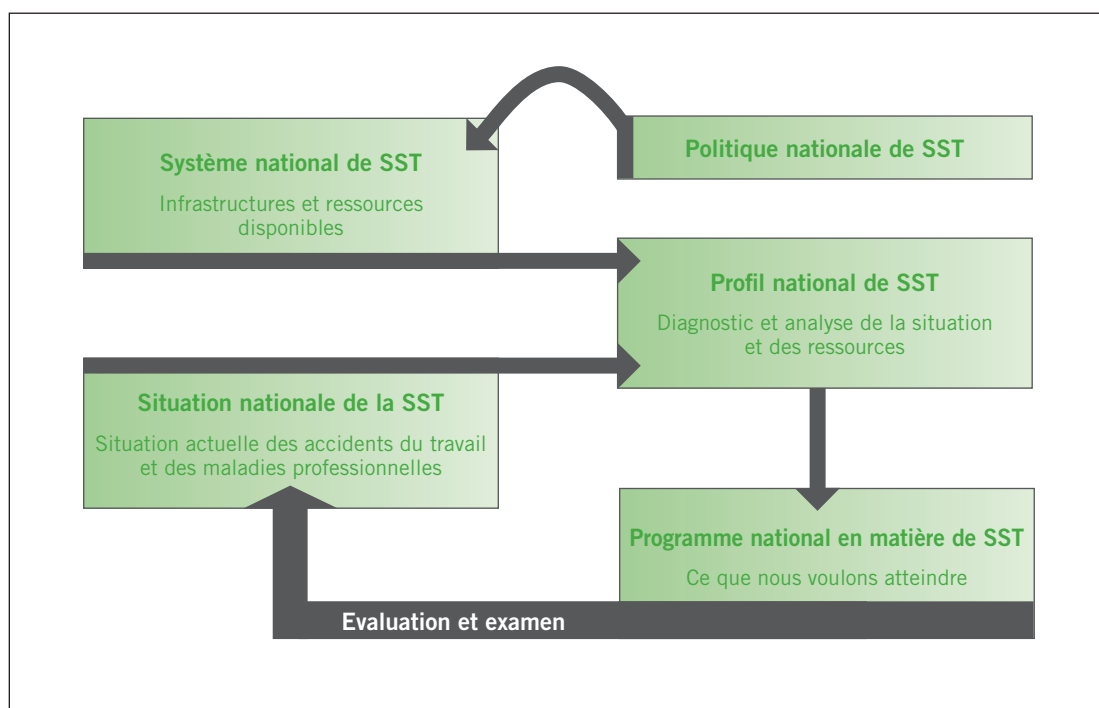 Système national de SST
Infrastructures et ressources
disponibles
Politique nationale de SST
Profil national de SST
Diagnostic et analyse de la situation
et des ressources
Situation nationale de la SST
Situation actuelle des accidents du travail
et des maladies professionnelles
Programme national en matière de SST
Ce que nous voulons atteindre
Evaluation et examen